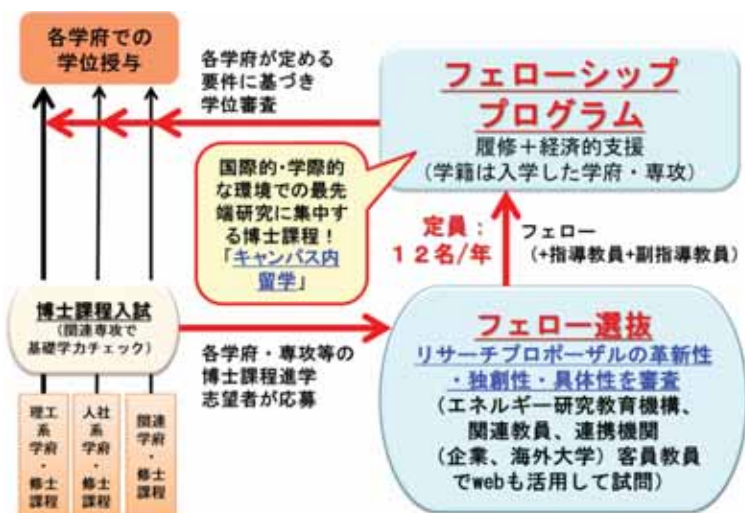 各学府での
学位授与
各学府が定める
要件に基づき
学位審査
フェローシップ
プログラム
履修＋経済的支援
(学籍は入学した学府・専攻)
国際的・学際的
な環境での最先
端研究に集中す
る博士課程！
「キャンパス内
留学」
定員：
１２名/年
フェロー
(+指導教員+副指導教員)
博士課程入試
(関連専攻で
基礎学力チェック)
各学府・専攻等の
博士課程進学
志望者が応募
フェロー選抜
リサーチプロポーザルの革新性
・独創性・具体性を審査
(エネルギー研究教育機構、
関連教員、連携機関
(企業、海外大学) 客員教員
でwebも活用して試問)
理工系学府・修士課程
人社系学府・修士課程
関連学府・修士課程